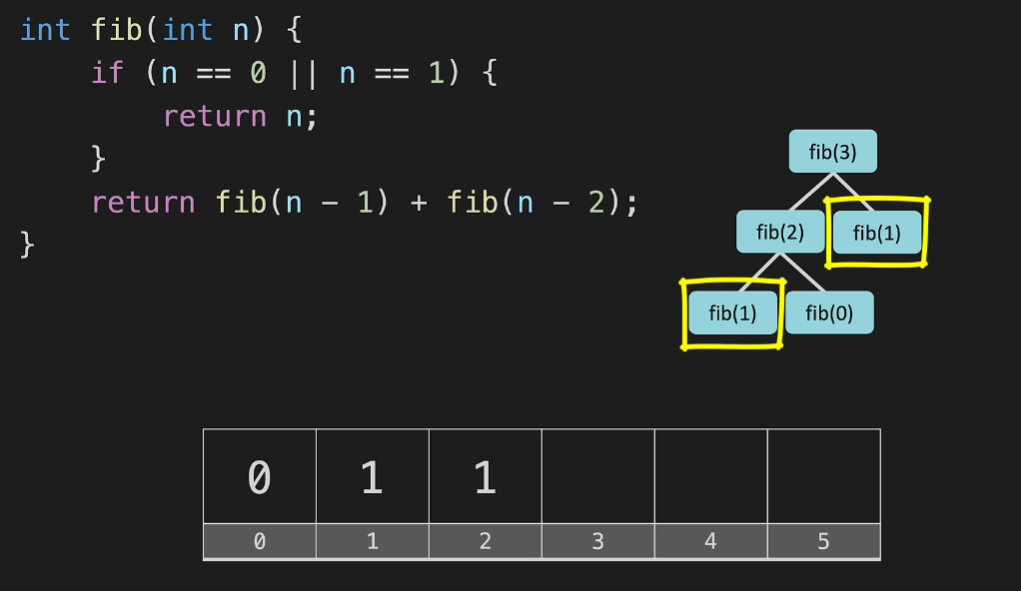 int fib(int n) {
    if (n == 0 || n == 1) {
        return n;
    }
    return fib(n - 1) + fib(n - 2);
}
fib(3)
fib(2) fib(1)
fib(1) fib(0)
0 1 1
0 1 2 3 4 5